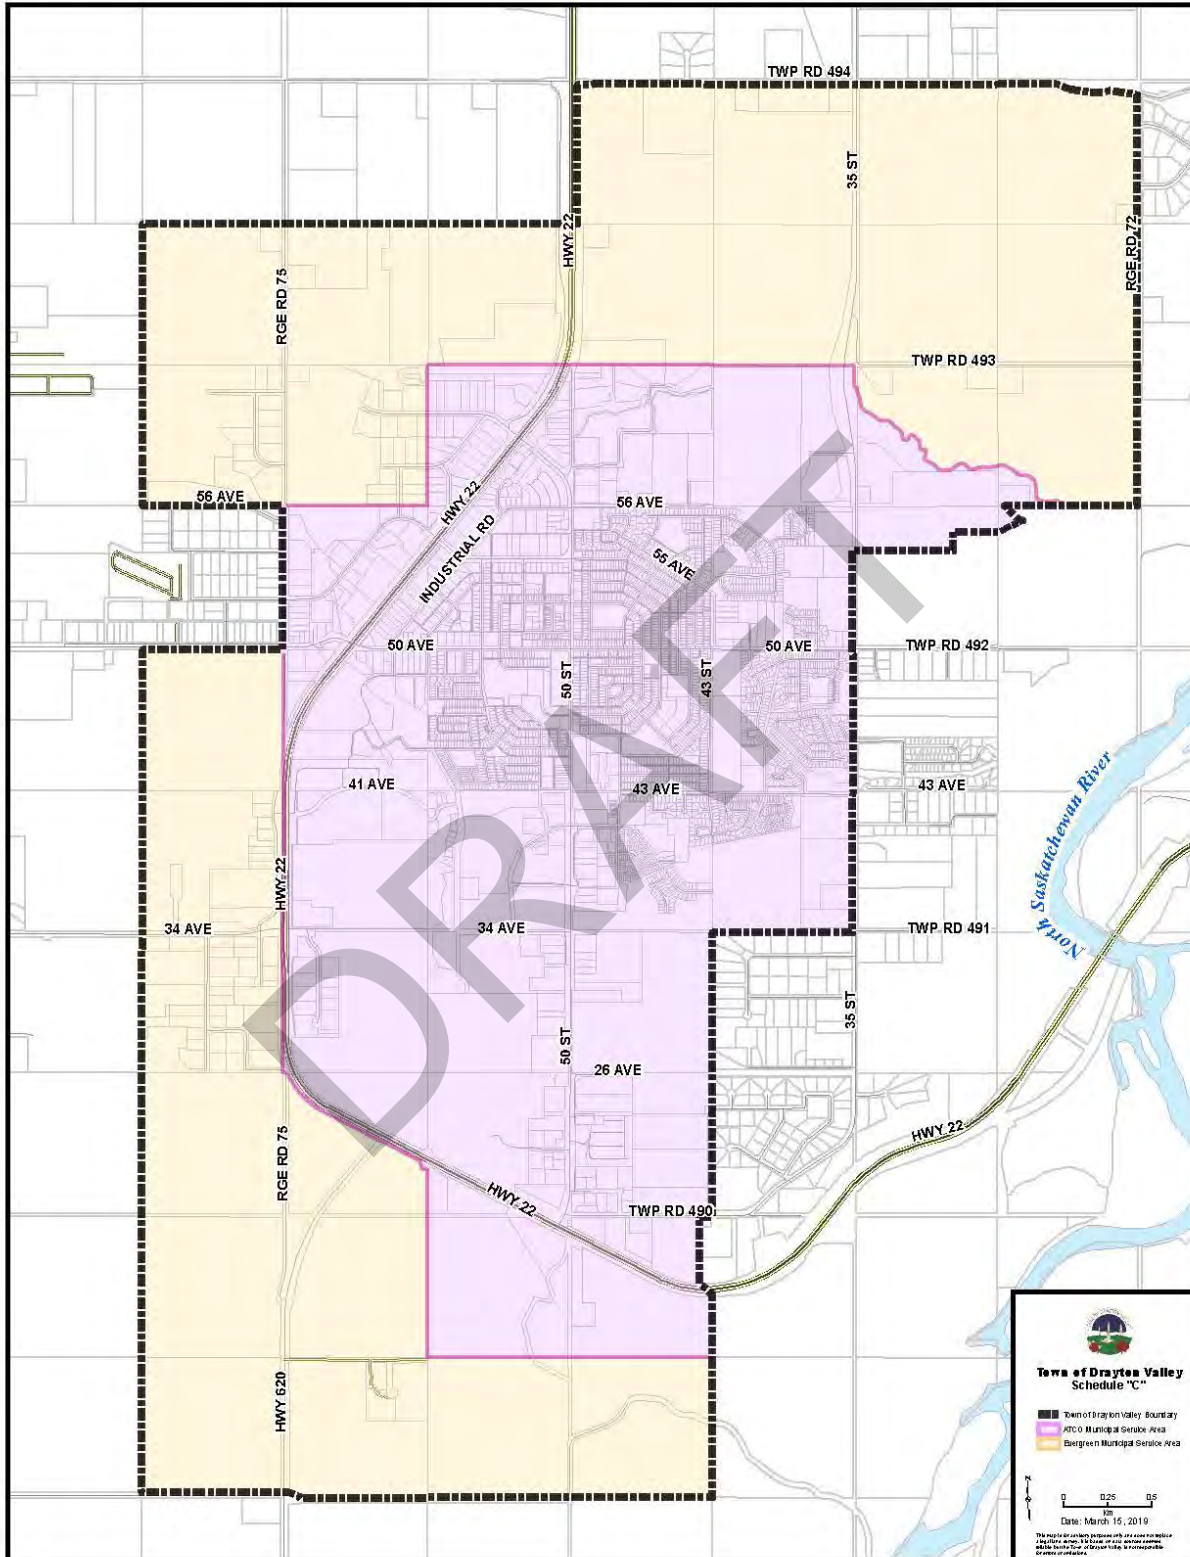 TWP RD 494
35 ST
HWY 22
RGE RD 72
RGE RD 75
TWP RD 493
56 AVE
HWY 22
56 AVE
INDUSTRIAL RD
55 AVE
50 AVE
50 AVE
TWP RD 492
50 ST
43 ST
41 AVE
43 AVE
43 AVE
North Saskatchewan River
HWY 22
34 AVE
34 AVE
TWP RD 491
35 ST
50 ST
26 AVE
HWY 22
RGE RD 75
HWY 22
TWP RD 490
HWY 620
DRAFT
Town of Drayton Valley
Schedule "C"
Town of Drayton Valley Boundary
ATCO Municipal Service Area
Evergreen Municipal Service Area
N
0 0.25 0.5
Km
Date: March 15, 2019